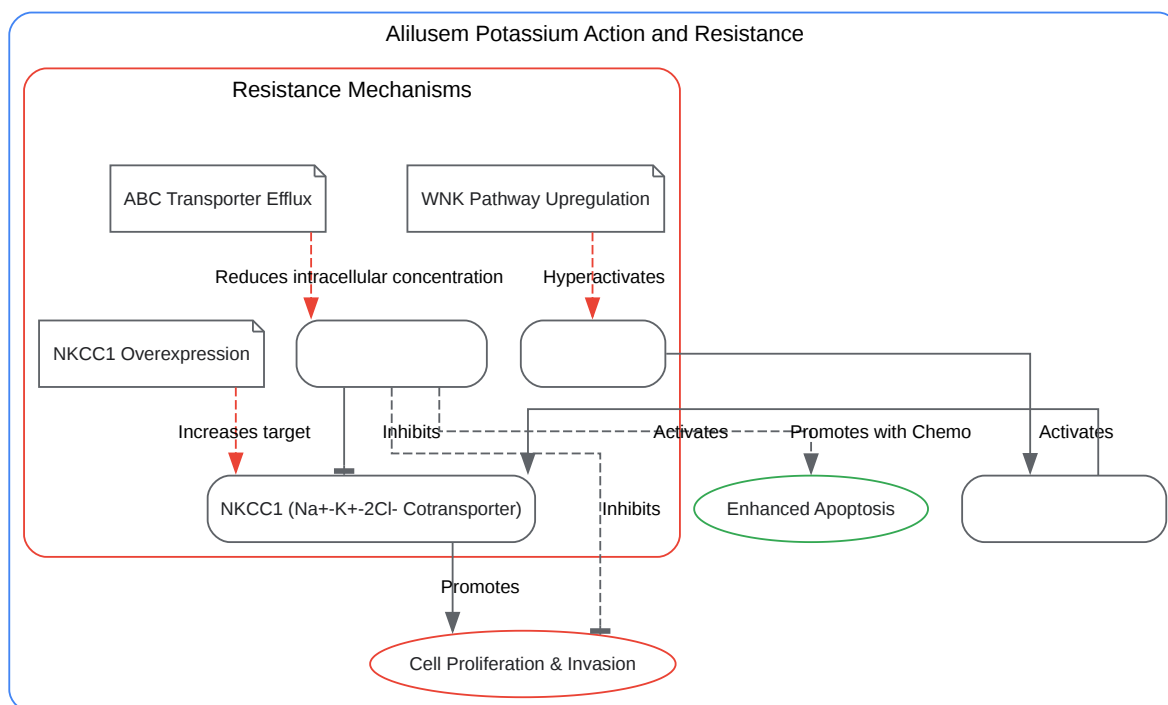 Alilusem Potassium Action and Resistance
Resistance Mechanisms
ABC Transporter Efflux
WNK Pathway Upregulation
Reduces intracellular concentration
Hyperactivates
NKCC1 Overexpression
Increases target
Inhibits
Activates
Promotes with Chemo
Activates
NKCC1 (Na+-K+-2Cl- Cotransporter)
Enhanced Apoptosis
Inhibits
Promotes
Cell Proliferation & Invasion